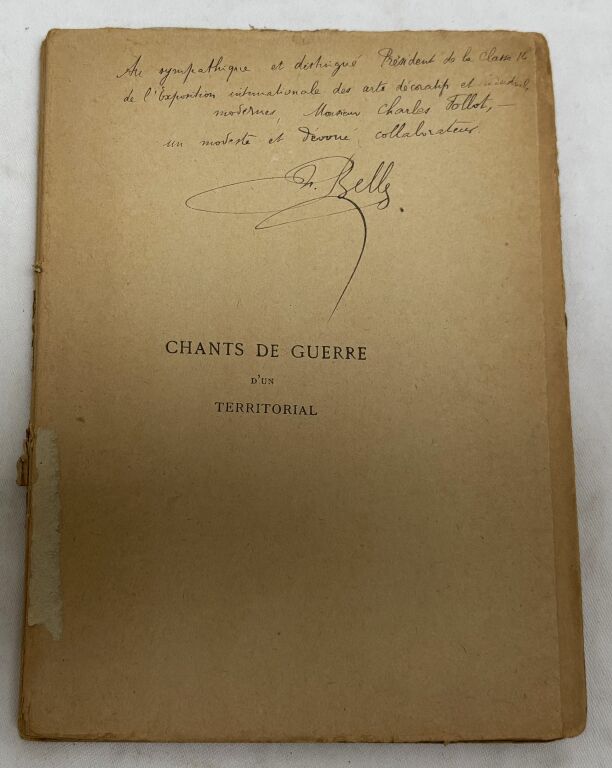 Au sympathique et distingué Président de la Classe 14
de l'Exposition internationale des arts décoratifs et industriels
modernes, Monsieur Charles Follot, —
un modeste et dévoué collaborateur.
Belly
CHANTS DE GUERRE
D'UN
TERRITORIAL